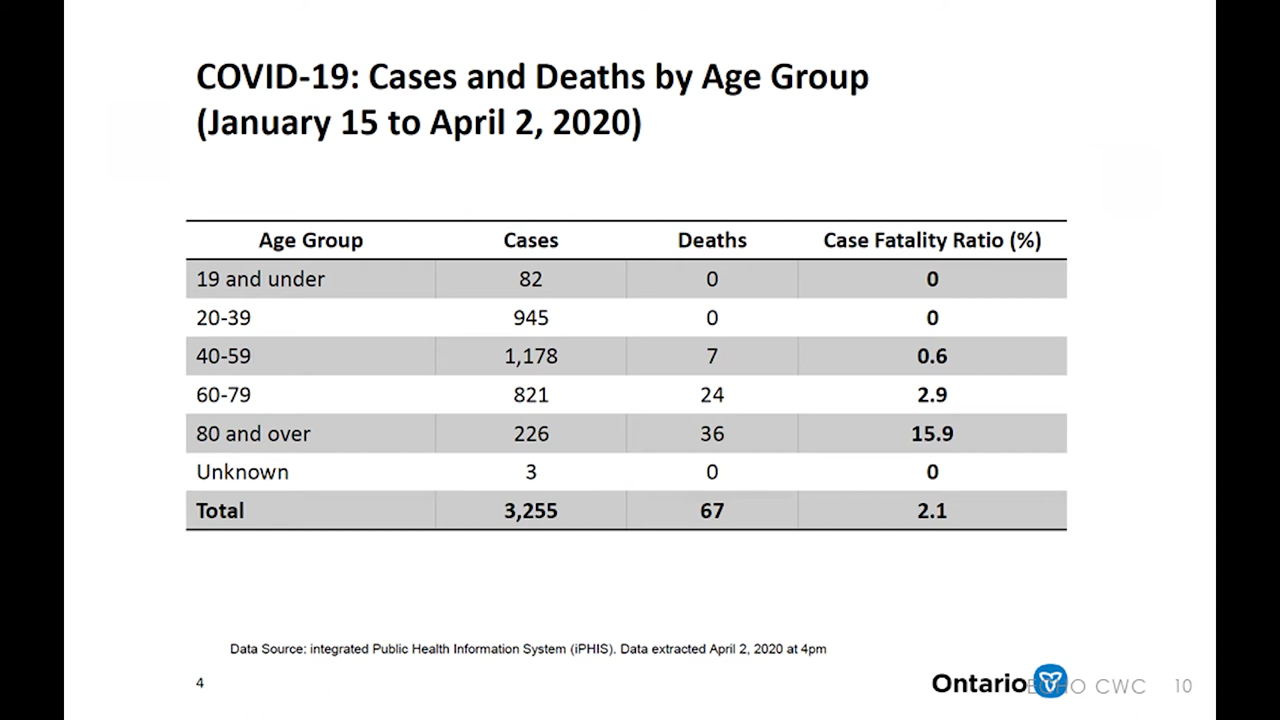 COVID-19: Cases and Deaths by Age Group
(January 15 to April 2, 2020)
Age Group Cases Deaths Case Fatality Ratio (%)
19 and under 82 0 0
20-39 945 0 0
40-59 1,178 7 0.6
60-79 821 24 2.9
80 and over 226 36 15.9
Unknown 3 0 0
Total 3,255 67 2.1
Data Source: integrated Public Health Information System (iPHIS). Data extracted April 2, 2020 at 4pm
4
Ontario
ECHO CWC 10